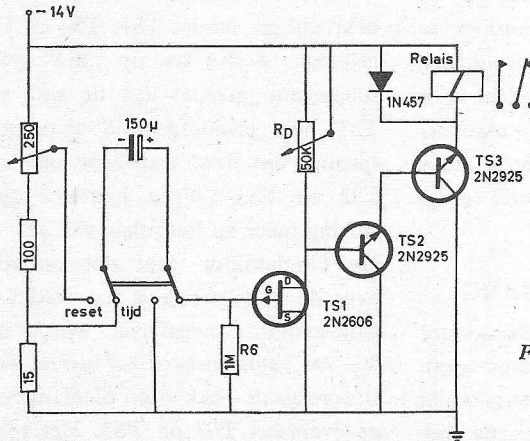 -14V
Relais
250
150µ
- +
1N457
RD
50K
TS3
2N2925
TS2
2N2925
100
reset
tijd
G
D
S
TS1
2N2606
15
1M
R6
F